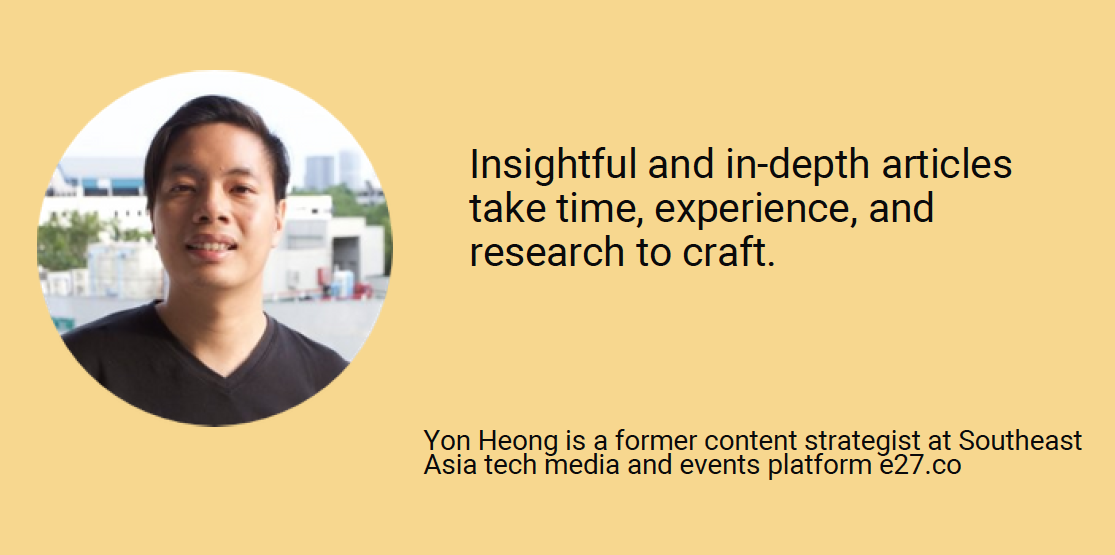 Insightful and in-depth articles
take time, experience, and
research to craft.
Yon Heong is a former content strategist at Southeast
Asia tech media and events platform e27.co